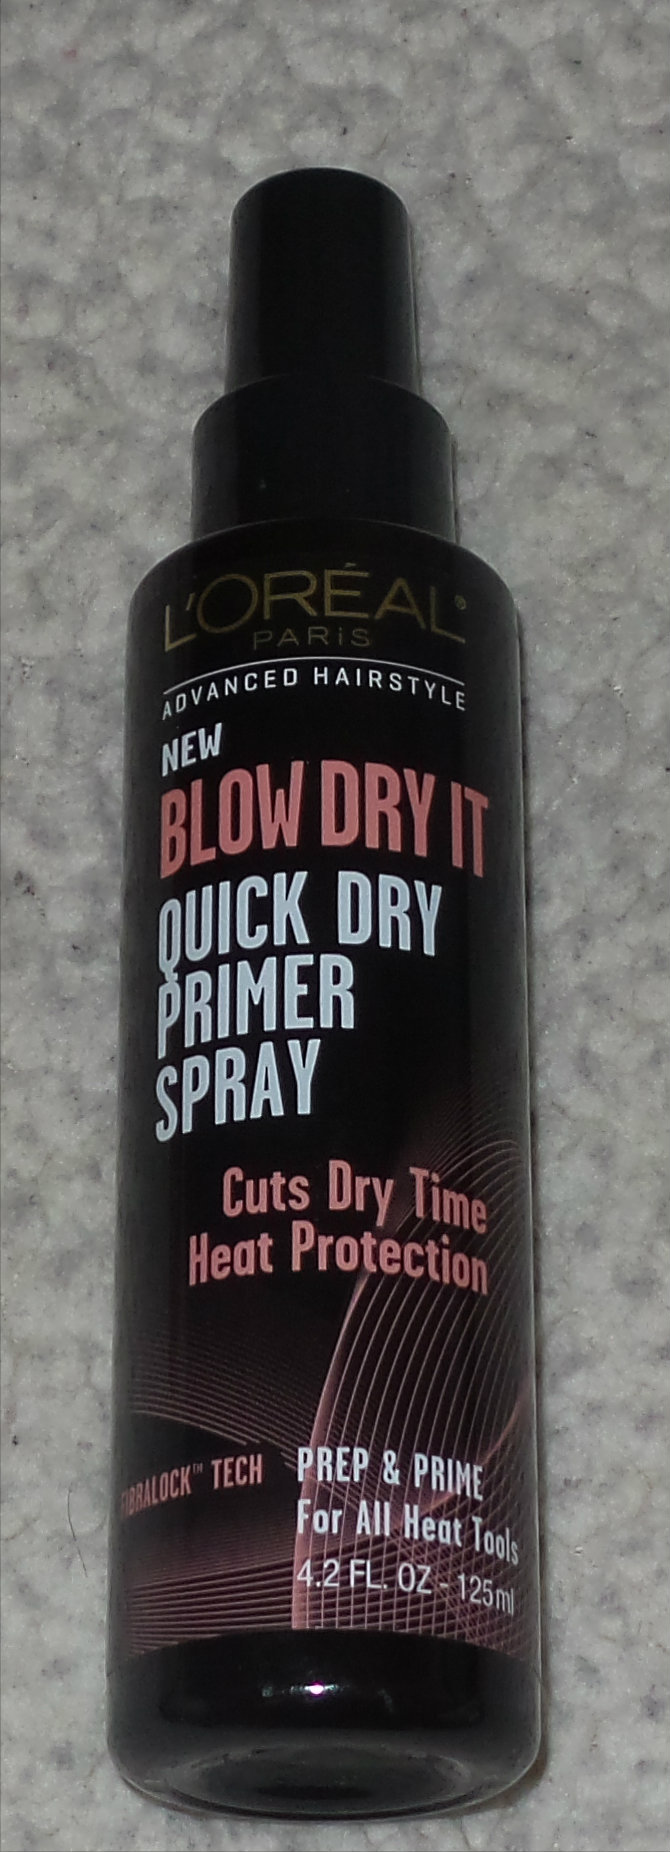 L'ORÉAL®
PARiS
ADVANCED HAIRSTYLE
NEW
BLOW DRY IT
QUICK DRY
PRIMER
SPRAY
Cuts Dry Time
Heat Protection
FIBRALOCK™ TECH
PREP & PRIME
For All Heat Tools
4.2 FL. OZ - 125ml